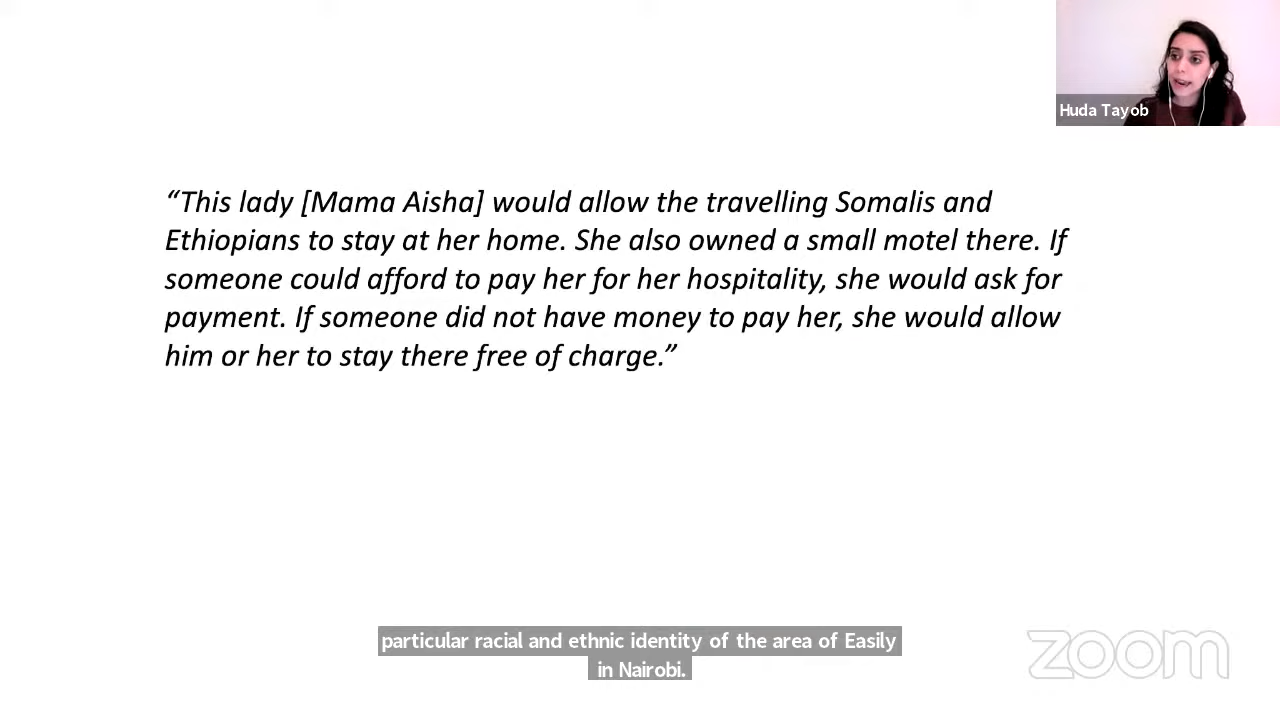 Huda Tayob
“This lady [Mama Aisha] would allow the travelling Somalis and
Ethiopians to stay at her home. She also owned a small motel there. If
someone could afford to pay her for her hospitality, she would ask for
payment. If someone did not have money to pay her, she would allow
him or her to stay there free of charge.”
particular racial and ethnic identity of the area of Easily
in Nairobi.
zoom